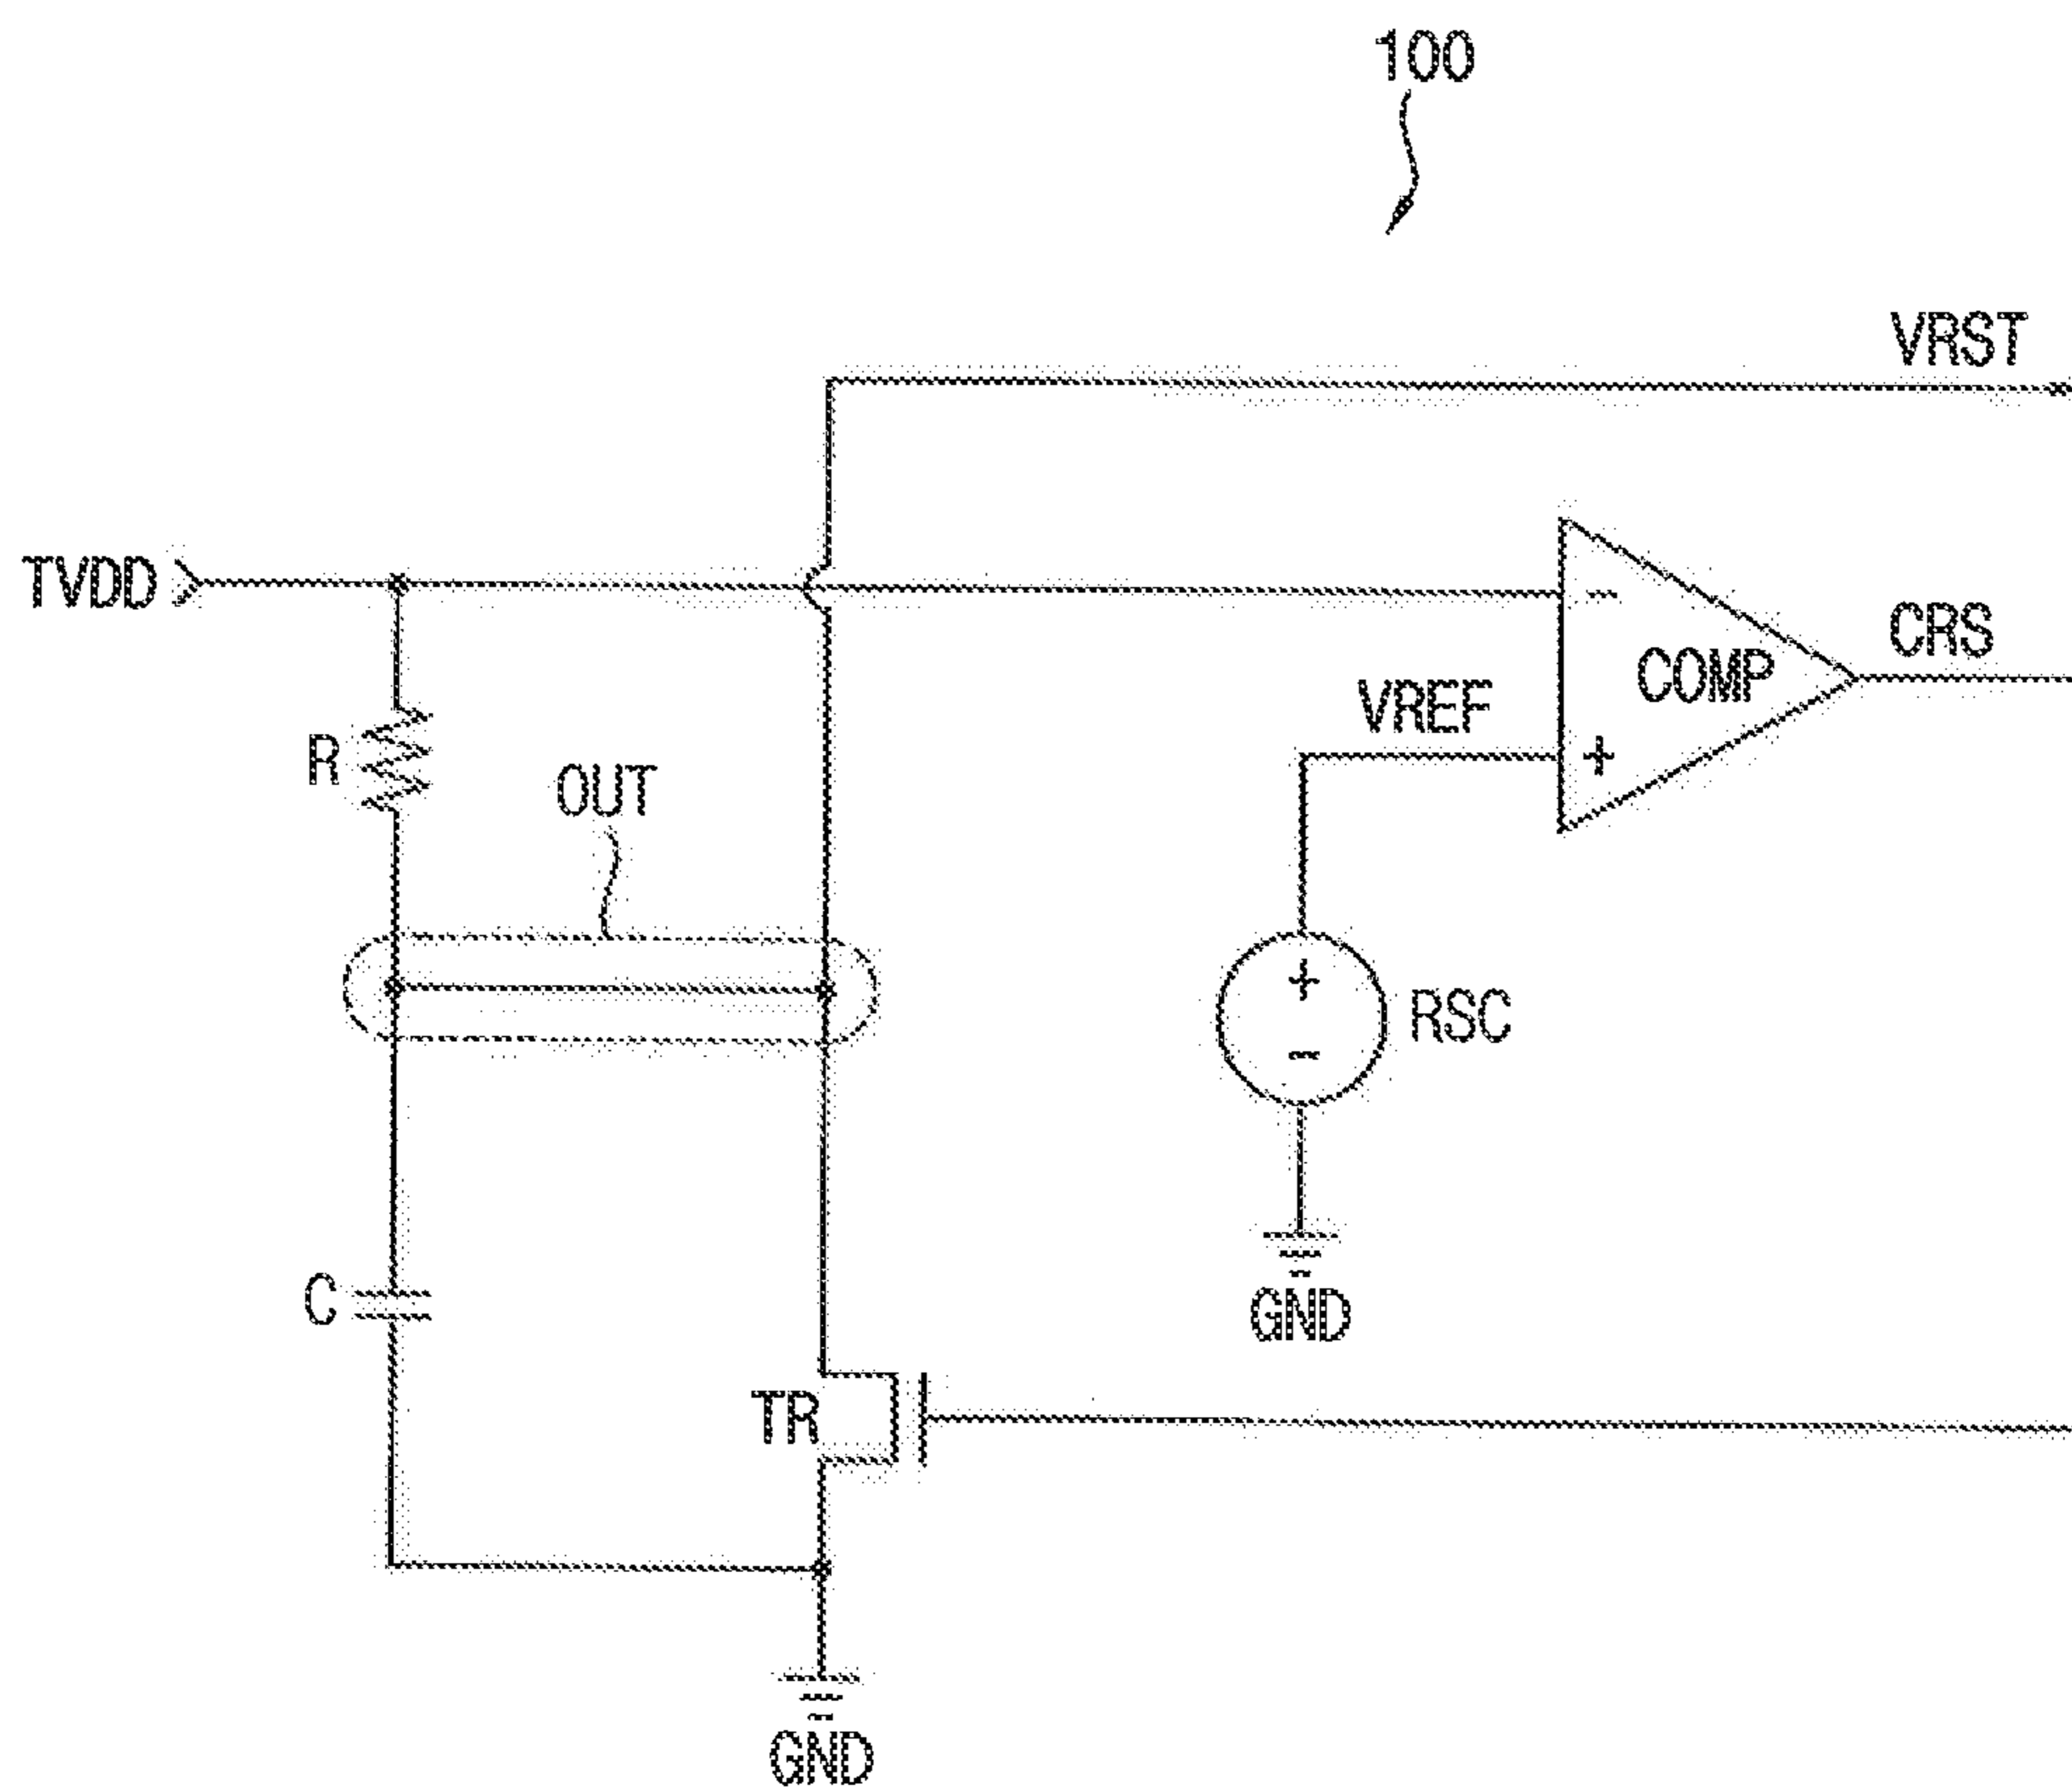 100
VRST
TVDD
-
COMP
CRS
VREF
+
R
OUT
+
RSC
-
C
GND
TR
GND